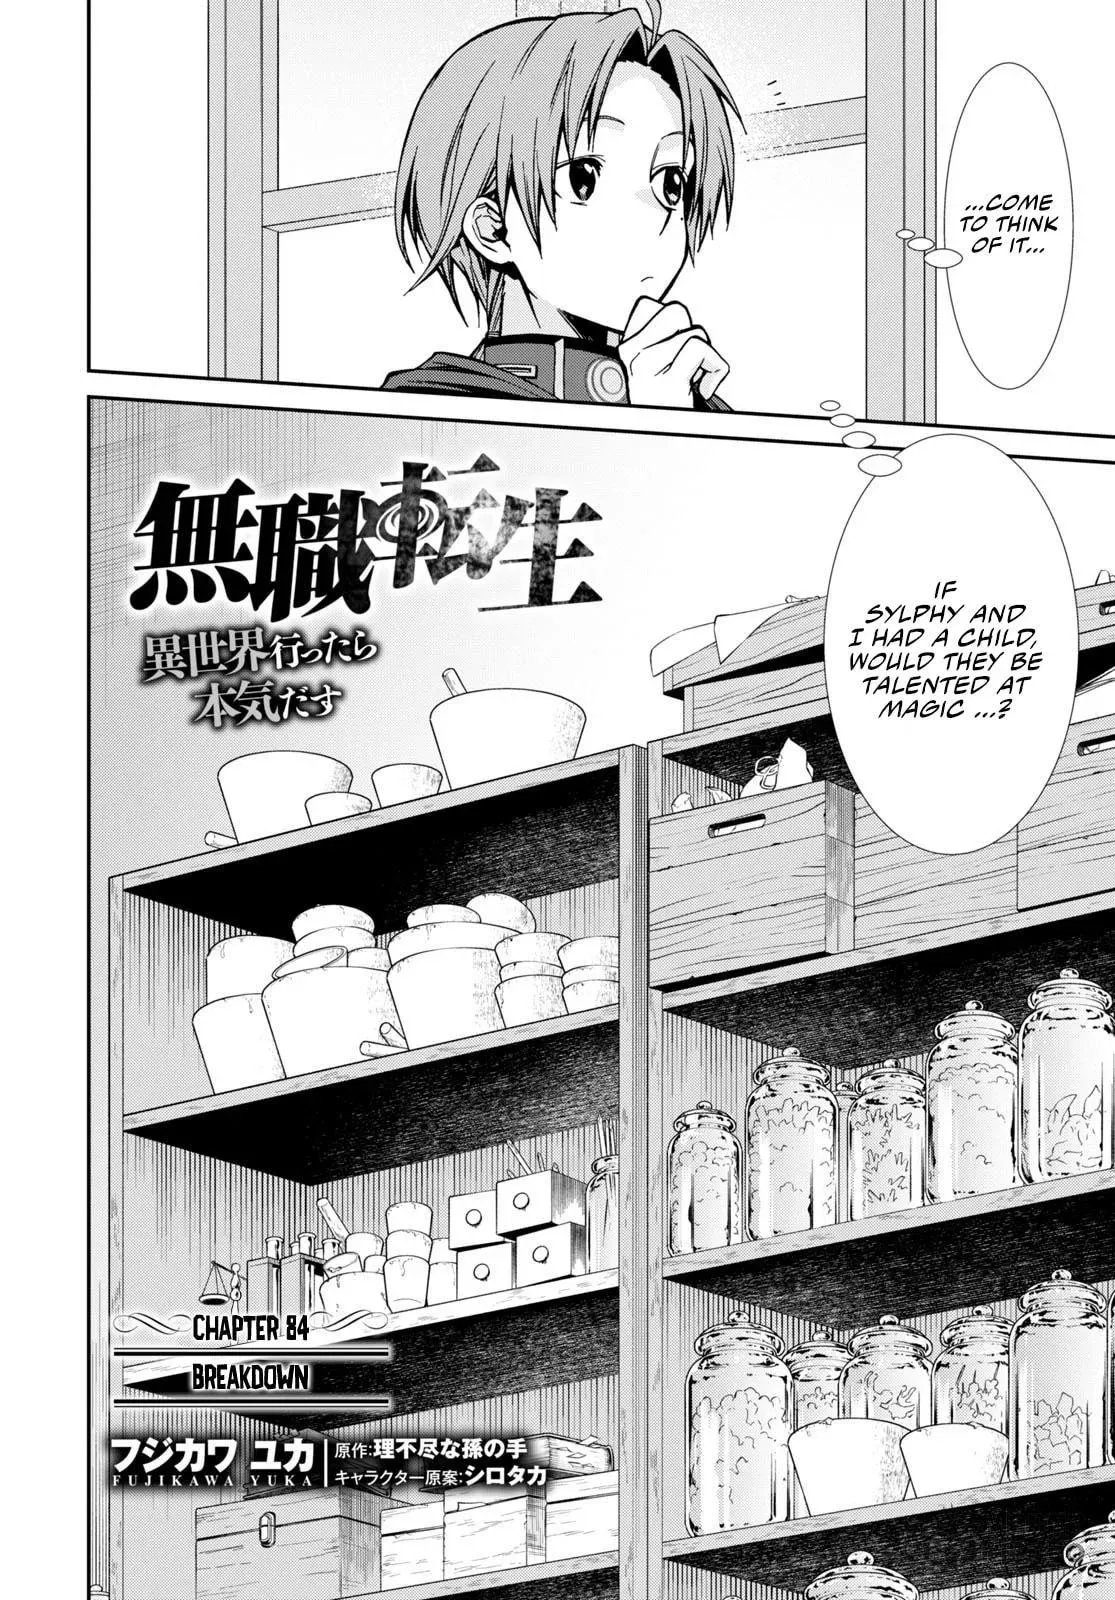 ...COME
TO THINK
OF IT...
無職転生
異世界行ったら
本気だす
IF
SYLPHY AND
I HAD A CHILD,
WOULD THEY BE
TALENTED AT
MAGIC ...?
CHAPTER 84
BREAKDOWN
フジカワ ユカ
FUJIKAWA YUKA
原作:理不尽な孫の手
キャラクター原案:シロタカ